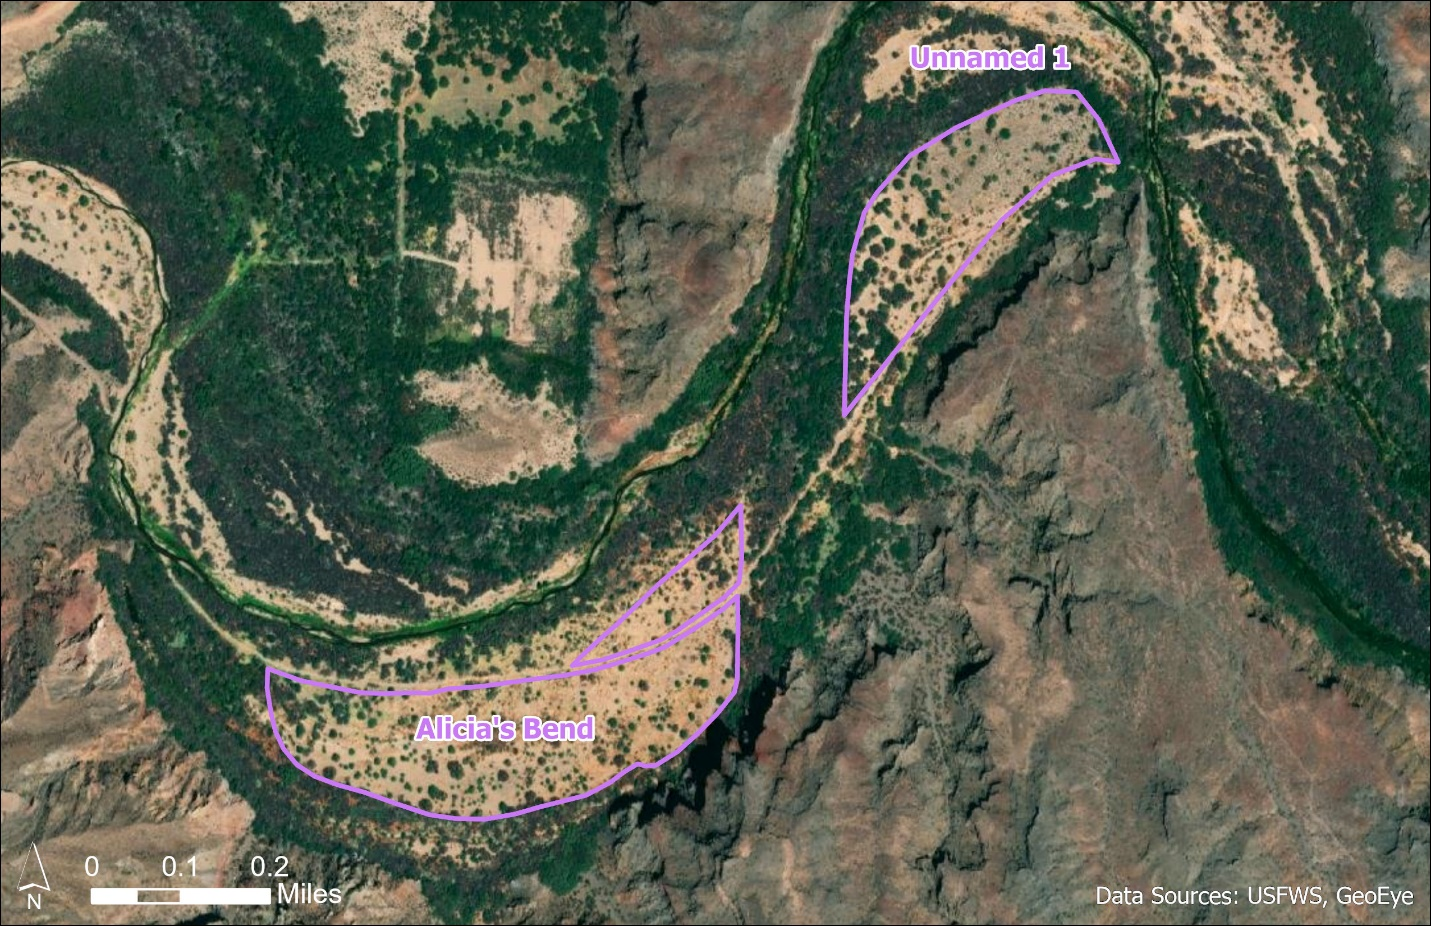 Unnamed 1
Alicia's Bend
0 0.1 0.2
Miles
N
Data Sources: USFWS, GeoEye